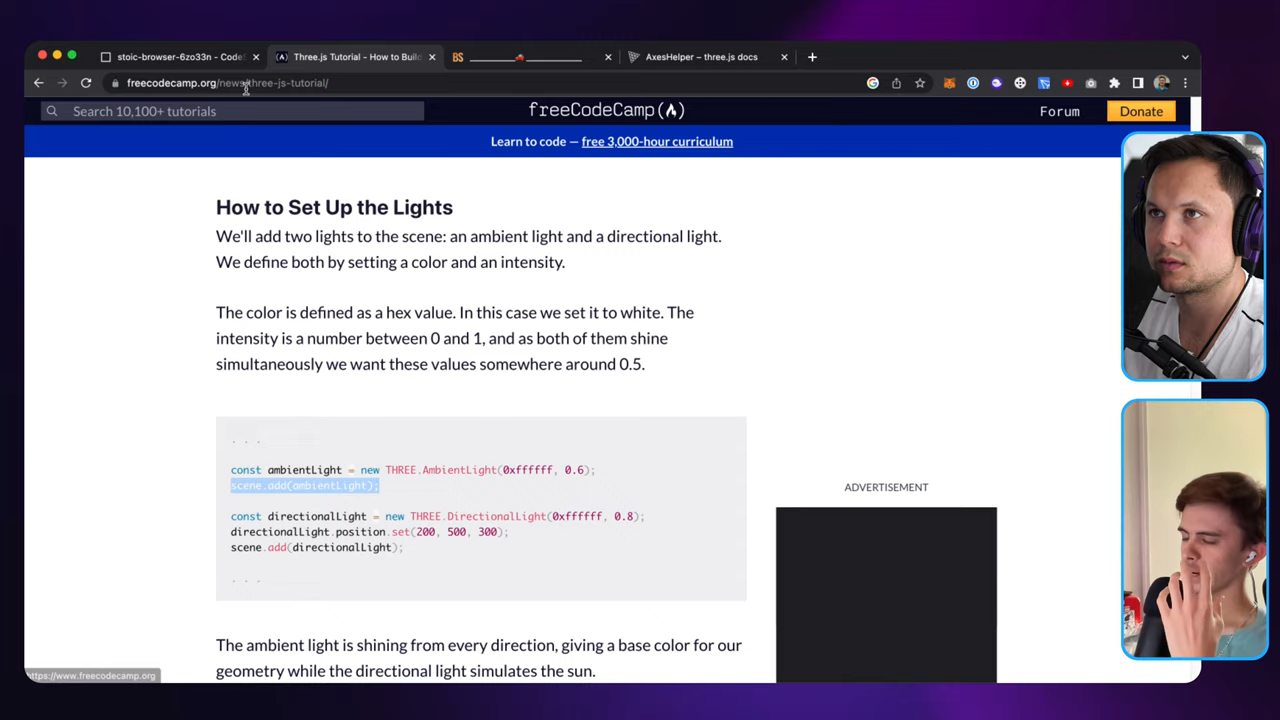 stoic-browser-6zo33n - Code
Three.js Tutorial - How to Buil
BS
AxesHelper – three.js docs
freecodecamp.org/news/three-js-tutorial/
Search 10,100+ tutorials
freeCodeCamp
Forum
Donate
Learn to code — free 3,000-hour curriculum
How to Set Up the Lights
We'll add two lights to the scene: an ambient light and a directional light.
We define both by setting a color and an intensity.
The color is defined as a hex value. In this case we set it to white. The
intensity is a number between 0 and 1, and as both of them shine
simultaneously we want these values somewhere around 0.5.
. . .
const ambientLight = new THREE.AmbientLight(0xffffff, 0.6);
scene.add(ambientLight);
const directionalLight = new THREE.DirectionalLight(0xffffff, 0.8);
directionalLight.position.set(200, 500, 300);
scene.add(directionalLight);
. . .
ADVERTISEMENT
The ambient light is shining from every direction, giving a base color for our
geometry while the directional light simulates the sun.
https://www.freecodecamp.org